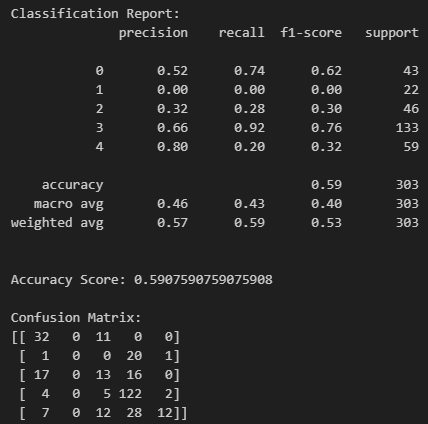 Classification Report:
precision recall f1-score support
0 0.52 0.74 0.62 43
1 0.00 0.00 0.00 22
2 0.32 0.28 0.30 46
3 0.66 0.92 0.76 133
4 0.80 0.20 0.32 59
accuracy 0.59 303
macro avg 0.46 0.43 0.40 303
weighted avg 0.57 0.59 0.53 303
Accuracy Score: 0.5907590759075908
Confusion Matrix:
[[ 32 0 11 0 0]
[ 1 0 0 20 1]
[ 17 0 13 16 0]
[ 4 0 5 122 2]
[ 7 0 12 28 12]]